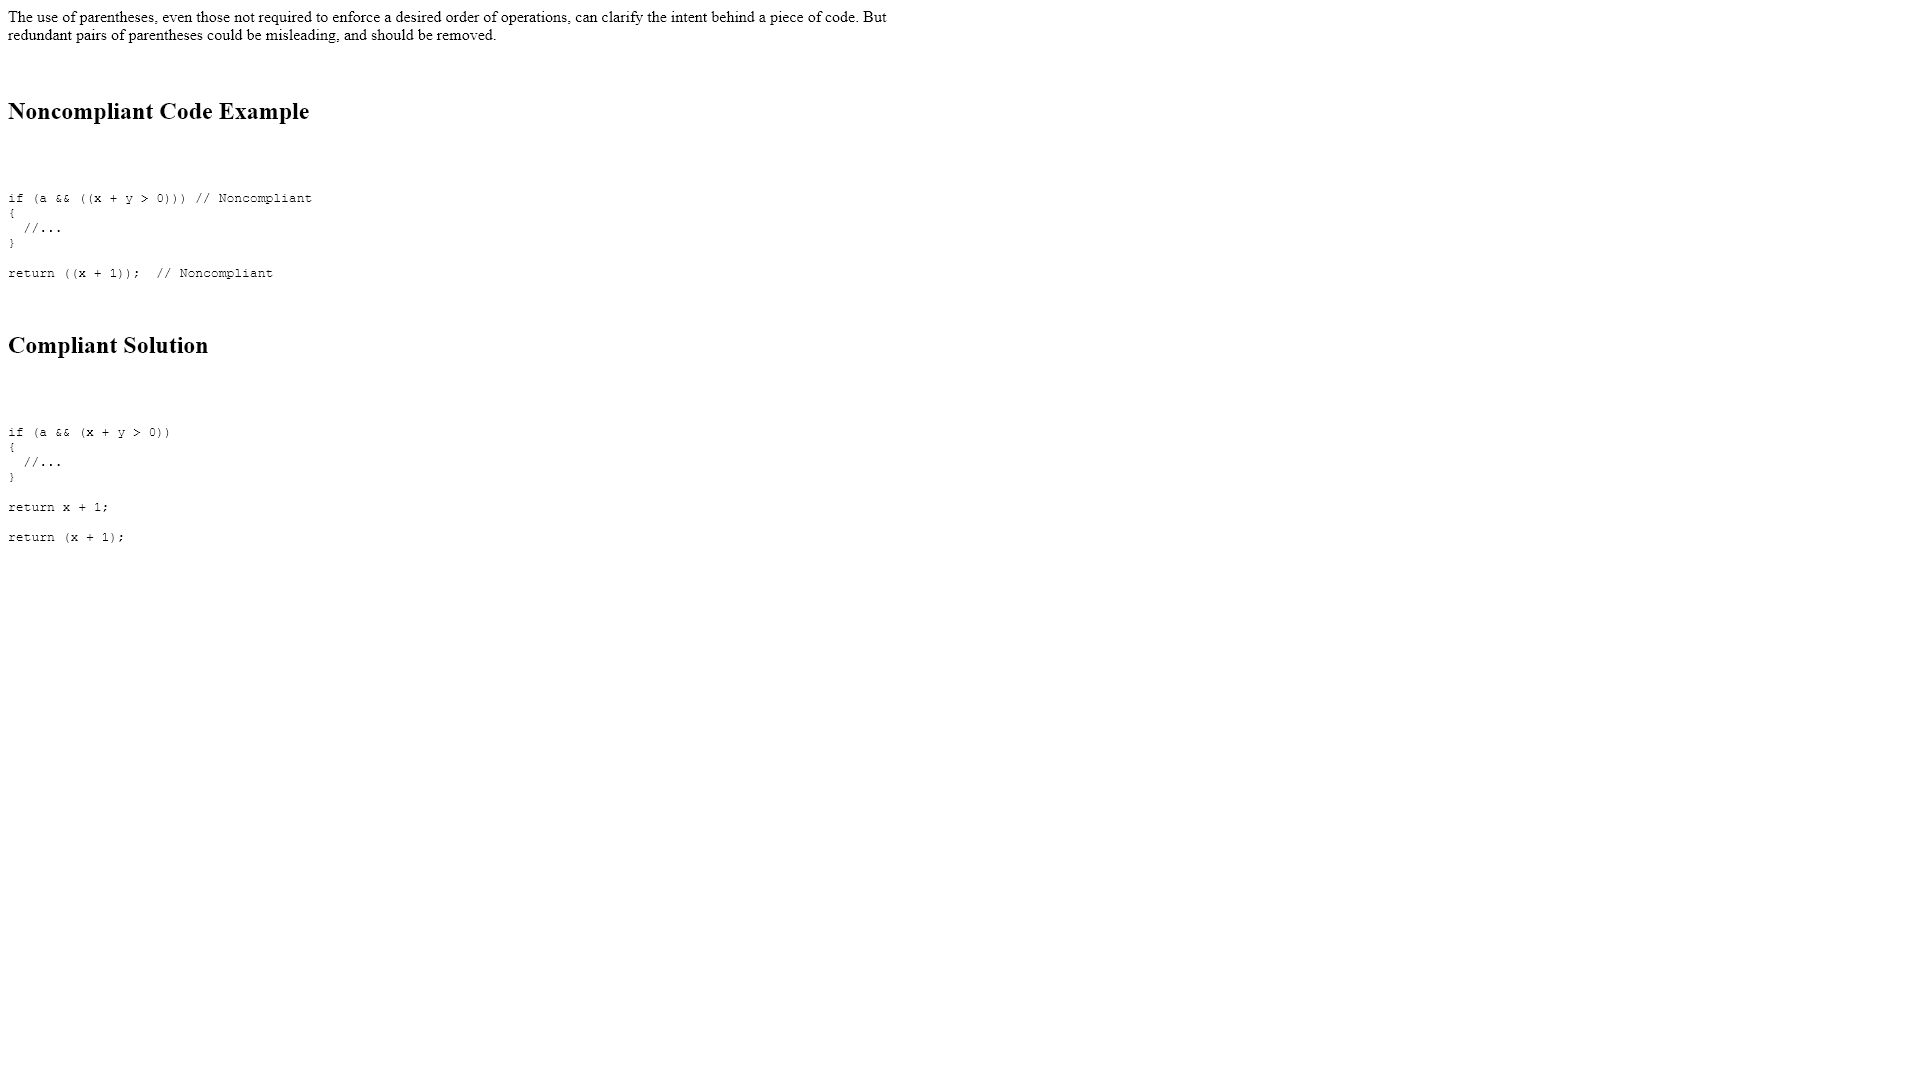 The use of parentheses, even those not required to enforce a desired order of operations, can clarify the intent behind a piece of code. But
redundant pairs of parentheses could be misleading, and should be removed.
Noncompliant Code Example
if (a && ((x + y > 0))) // Noncompliant
{
  //...
}
return ((x + 1));  // Noncompliant
Compliant Solution
if (a && (x + y > 0))
{
  //...
}
return x + 1;
return (x + 1);